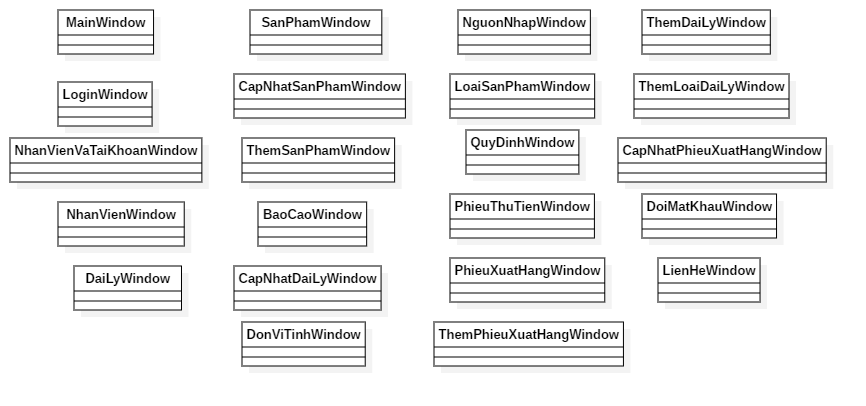 MainWindow
SanPhamWindow
NguonNhapWindow
ThemDaiLyWindow
LoginWindow
CapNhatSanPhamWindow
LoaiSanPhamWindow
ThemLoaiDaiLyWindow
NhanVienVaTaiKhoanWindow
ThemSanPhamWindow
QuyDinhWindow
CapNhatPhieuXuatHangWindow
NhanVienWindow
BaoCaoWindow
PhieuThuTienWindow
DoiMatKhauWindow
DaiLyWindow
CapNhatDaiLyWindow
PhieuXuatHangWindow
LienHeWindow
DonViTinhWindow
ThemPhieuXuatHangWindow